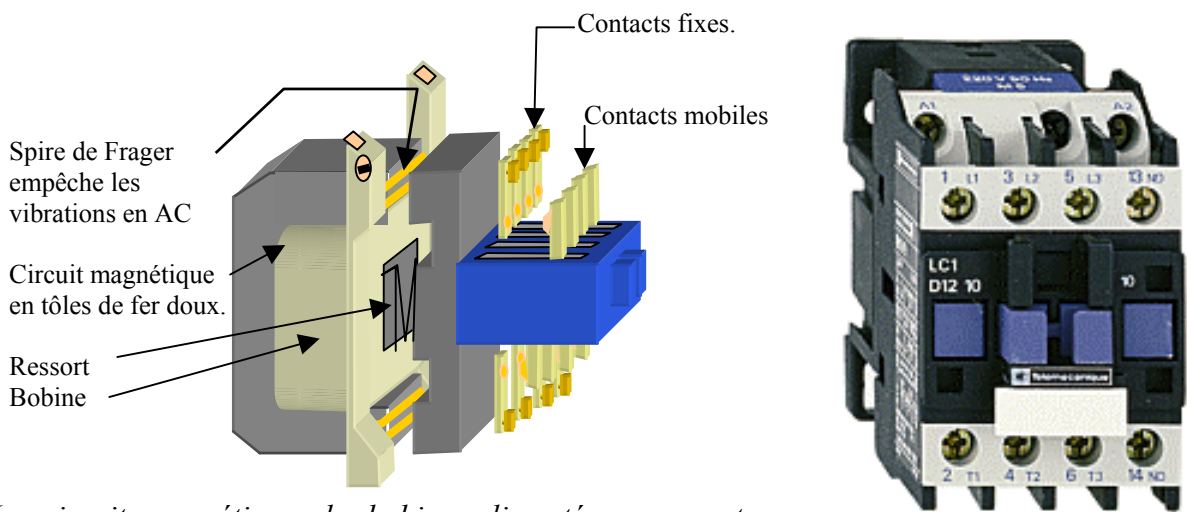 Contacts fixes.
Contacts mobiles
Spire de Frager
empêche les
vibrations en AC
Circuit magnétique
en tôles de fer doux.
Ressort
Bobine
A1
A2
1 L1 3 L2 5 L3 13 NO
LC1
D12 10
10
Telemecanique
2 T1 4 T2 6 T3 14 NO